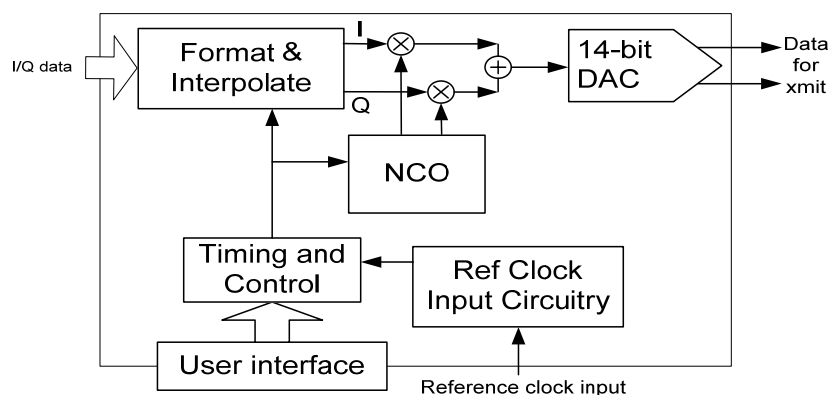 I/Q data
Format &
Interpolate
I
Q
×
×
+
14-bit
DAC
Data
for
xmit
NCO
Timing and
Control
Ref Clock
Input Circuitry
User interface
Reference clock input